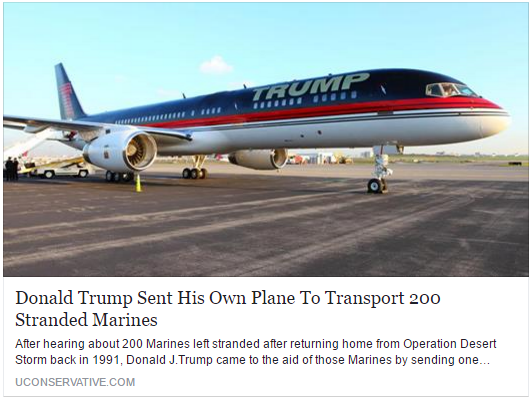 TRUMP
Donald Trump Sent His Own Plane To Transport 200
Stranded Marines
After hearing about 200 Marines left stranded after returning home from Operation Desert
Storm back in 1991, Donald J.Trump came to the aid of those Marines by sending one...
UCONSERVATIVE.COM